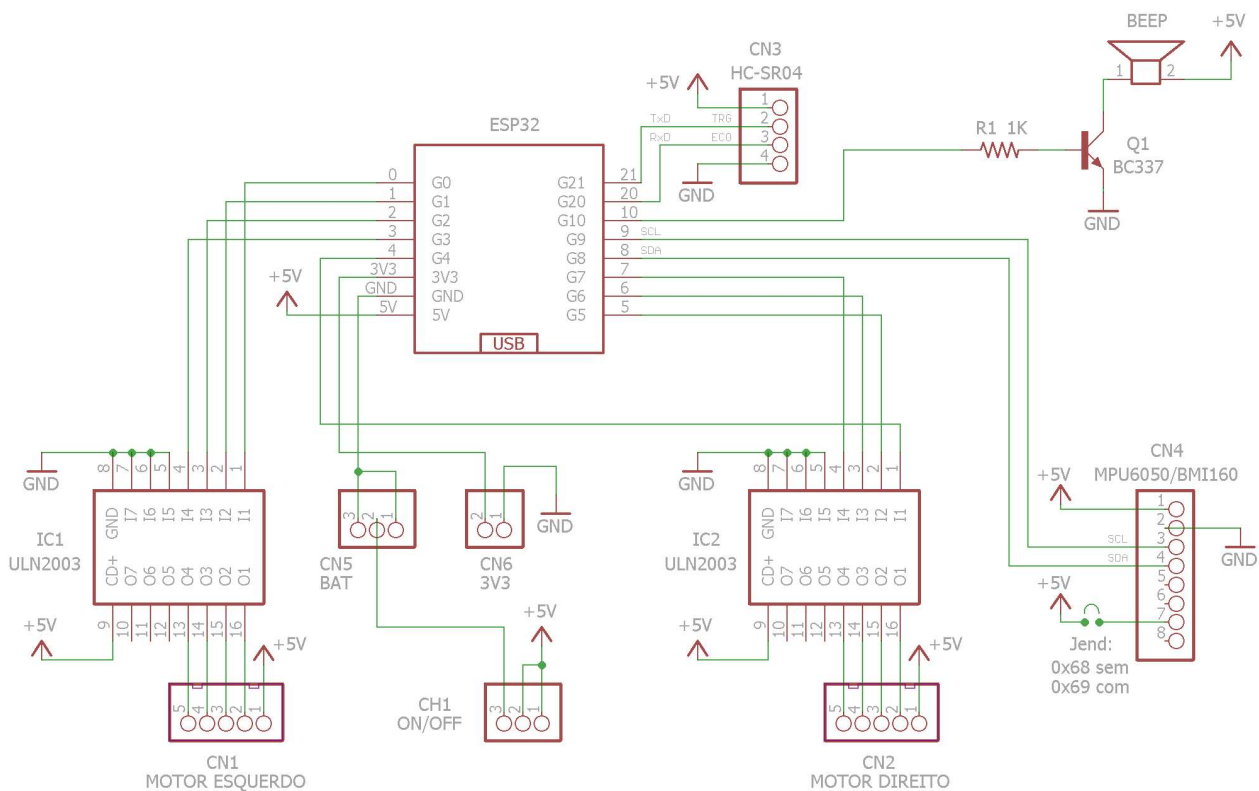 BEEP
+5V
1
2
CN3
HC-SR04
+5V
1
2
3
4
TxD
TRG
RxD
ECO
GND
R1 1K
Q1
BC337
GND
ESP32
0
1
2
3
4
3V3
GND
5V
G0
G1
G2
G3
G4
3V3
GND
5V
G21
G20
G10
G9
G8
G7
G6
G5
21
20
10
9
8
7
6
5
SCL
SDA
USB
+5V
GND
8
7
6
5
4
3
2
1
GND
I7
I6
I5
I4
I3
I2
I1
IC1
ULN2003
CD+
O7
O6
O5
O4
O3
O2
O1
9
10
11
12
13
14
15
16
+5V
+5V
5
4
3
2
1
CN1
MOTOR ESQUERDO
3
2
1
CN5
BAT
2
1
CN6
3V3
GND
+5V
3
2
1
CH1
ON/OFF
GND
8
7
6
5
4
3
2
1
GND
I7
I6
I5
I4
I3
I2
I1
IC2
ULN2003
CD+
O7
O6
O5
O4
O3
O2
O1
9
10
11
12
13
14
15
16
+5V
+5V
5
4
3
2
1
CN2
MOTOR DIREITO
CN4
MPU6050/BMI160
+5V
1
2
3
4
5
6
7
8
SCL
SDA
GND
+5V
Jend:
0x68 sem
0x69 com